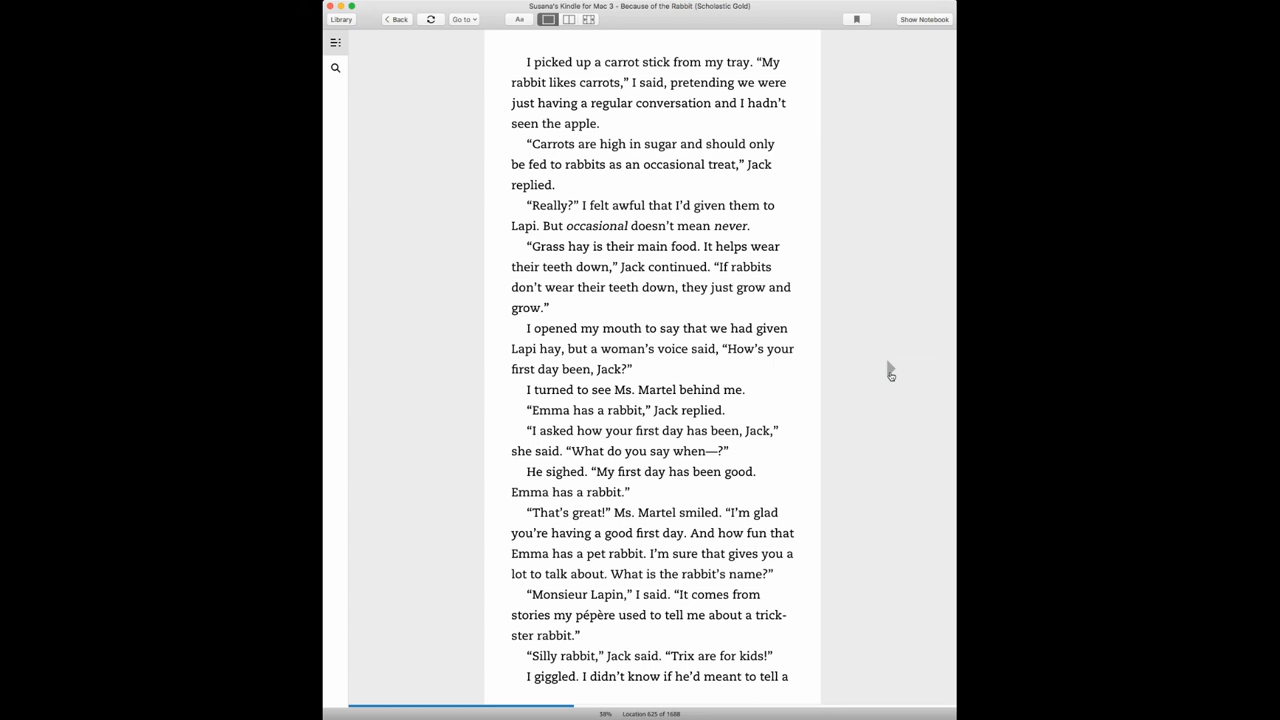 Susana's Kindle for Mac 3 - Because of the Rabbit (Scholastic Gold)
Library
Back
Go to
Aa
Show Notebook
I picked up a carrot stick from my tray. “My
rabbit likes carrots,” I said, pretending we were
just having a regular conversation and I hadn’t
seen the apple.
“Carrots are high in sugar and should only
be fed to rabbits as an occasional treat,” Jack
replied.
“Really?” I felt awful that I’d given them to
Lapi. But occasional doesn’t mean never.
“Grass hay is their main food. It helps wear
their teeth down,” Jack continued. “If rabbits
don’t wear their teeth down, they just grow and
grow.”
I opened my mouth to say that we had given
Lapi hay, but a woman’s voice said, “How’s your
first day been, Jack?”
I turned to see Ms. Martel behind me.
“Emma has a rabbit,” Jack replied.
“I asked how your first day has been, Jack,”
she said. “What do you say when—?”
He sighed. “My first day has been good.
Emma has a rabbit.”
“That’s great!” Ms. Martel smiled. “I’m glad
you’re having a good first day. And how fun that
Emma has a pet rabbit. I’m sure that gives you a
lot to talk about. What is the rabbit’s name?”
“Monsieur Lapin,” I said. “It comes from
stories my pépère used to tell me about a trick-
ster rabbit.”
“Silly rabbit,” Jack said. “Trix are for kids!”
I giggled. I didn’t know if he’d meant to tell a
Location 625 of 1688